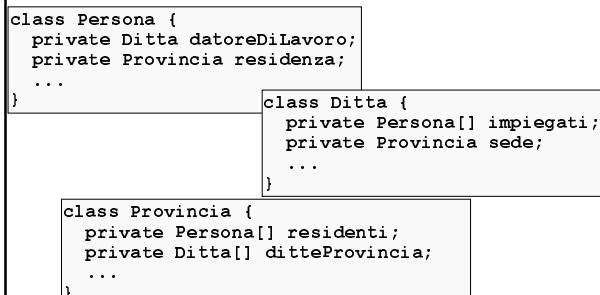 class Persona {
private Ditta datoreDiLavoro;
private Provincia residenza;
...
}
class Ditta {
private Persona[] impiegati;
private Provincia sede;
...
}
class Provincia {
private Persona[] residenti;
private Ditta[] ditteProvincia;
...
}